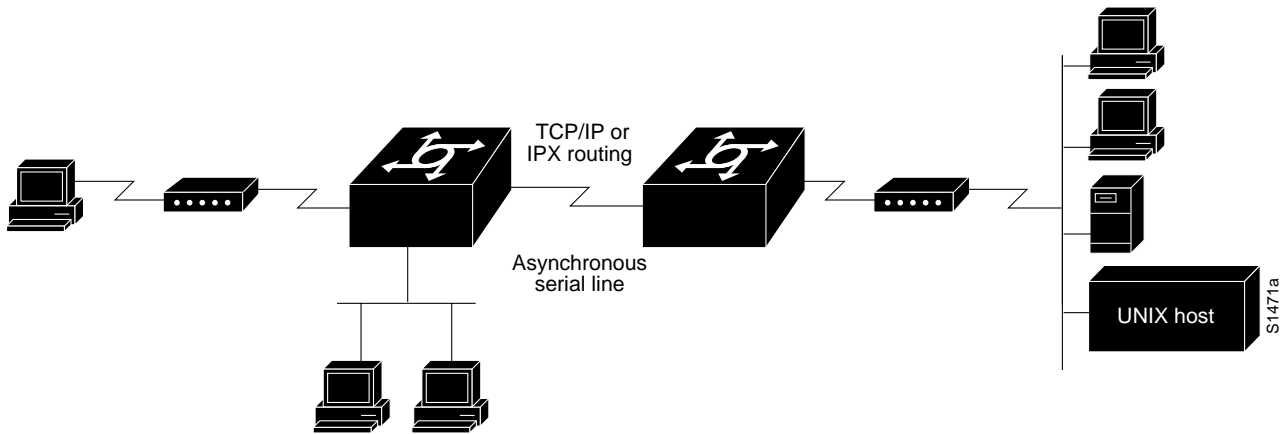 TCP/IP or
IPX routing
Asynchronous
serial line
UNIX host
S1471a